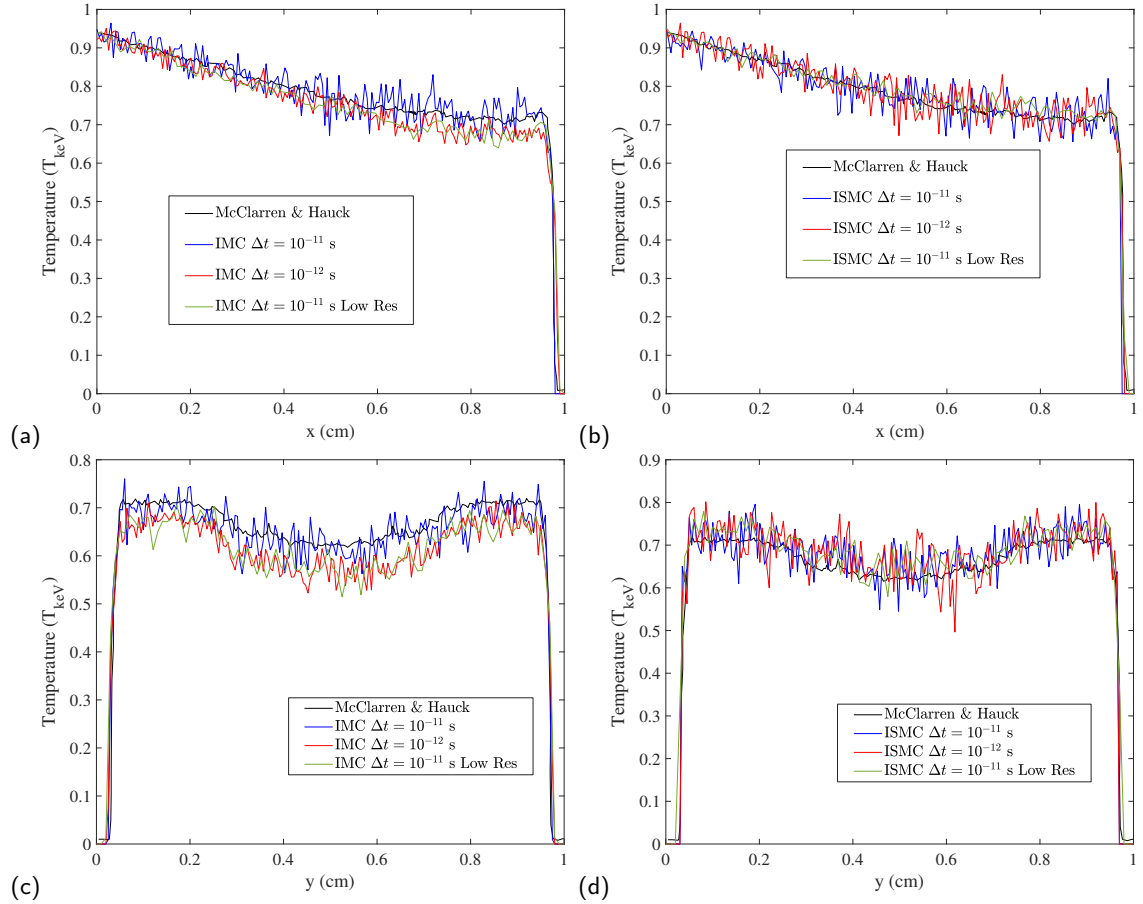 1
0.9
0.8
0.7
0.6
0.5
0.4
0.3
0.2
0.1
0
Temperature (T_keV)
McClarren & Hauck
IMC Δt = 10⁻¹¹ s
IMC Δt = 10⁻¹² s
IMC Δt = 10⁻¹¹ s Low Res
0 0.2 0.4 0.6 0.8 1
x (cm)
(a)
1
0.9
0.8
0.7
0.6
0.5
0.4
0.3
0.2
0.1
0
Temperature (T_keV)
McClarren & Hauck
ISMC Δt = 10⁻¹¹ s
ISMC Δt = 10⁻¹² s
ISMC Δt = 10⁻¹¹ s Low Res
0 0.2 0.4 0.6 0.8 1
x (cm)
(b)
0.8
0.7
0.6
0.5
0.4
0.3
0.2
0.1
0
Temperature (T_keV)
McClarren & Hauck
IMC Δt = 10⁻¹¹ s
IMC Δt = 10⁻¹² s
IMC Δt = 10⁻¹¹ s Low Res
0 0.2 0.4 0.6 0.8 1
y (cm)
(c)
0.9
0.8
0.7
0.6
0.5
0.4
0.3
0.2
0.1
0
Temperature (T_keV)
McClarren & Hauck
ISMC Δt = 10⁻¹¹ s
ISMC Δt = 10⁻¹² s
ISMC Δt = 10⁻¹¹ s Low Res
0 0.2 0.4 0.6 0.8 1
y (cm)
(d)